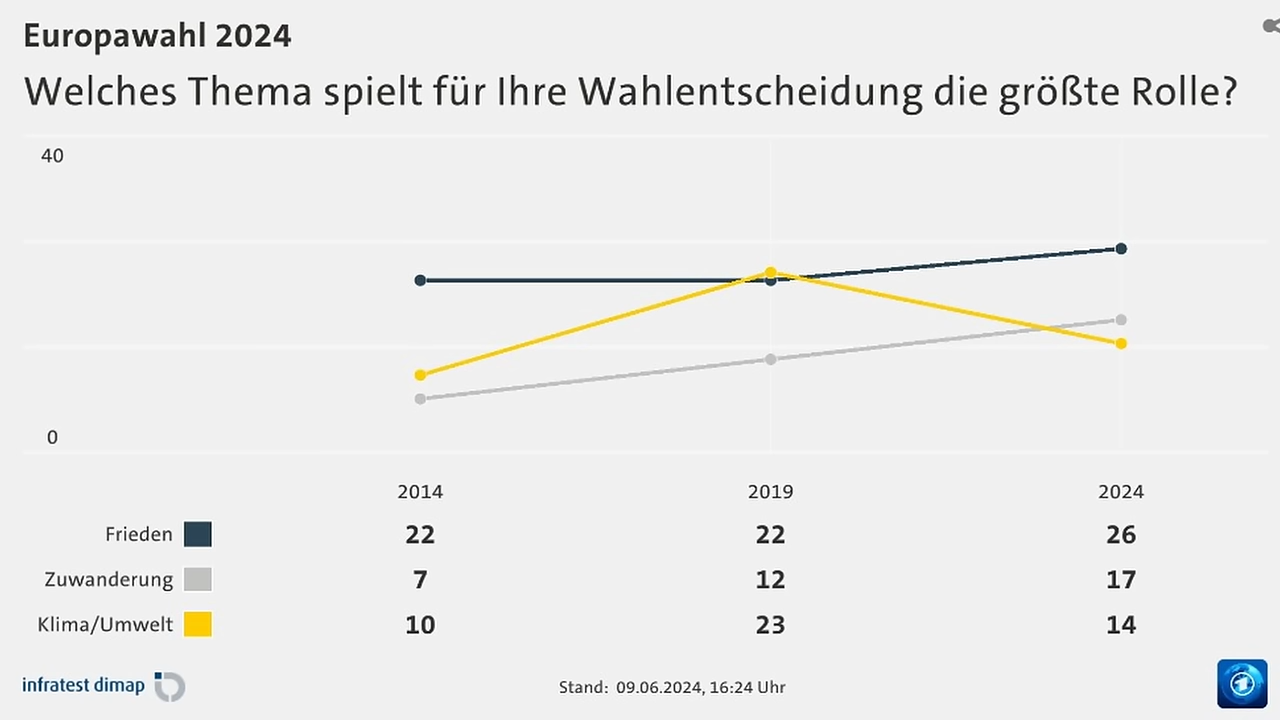 Europawahl 2024
Welches Thema spielt für Ihre Wahlentscheidung die größte Rolle?
40
0
2014 2019 2024
Frieden 22 22 26
Zuwanderung 7 12 17
Klima/Umwelt 10 23 14
infratest dimap Stand: 09.06.2024, 16:24 Uhr